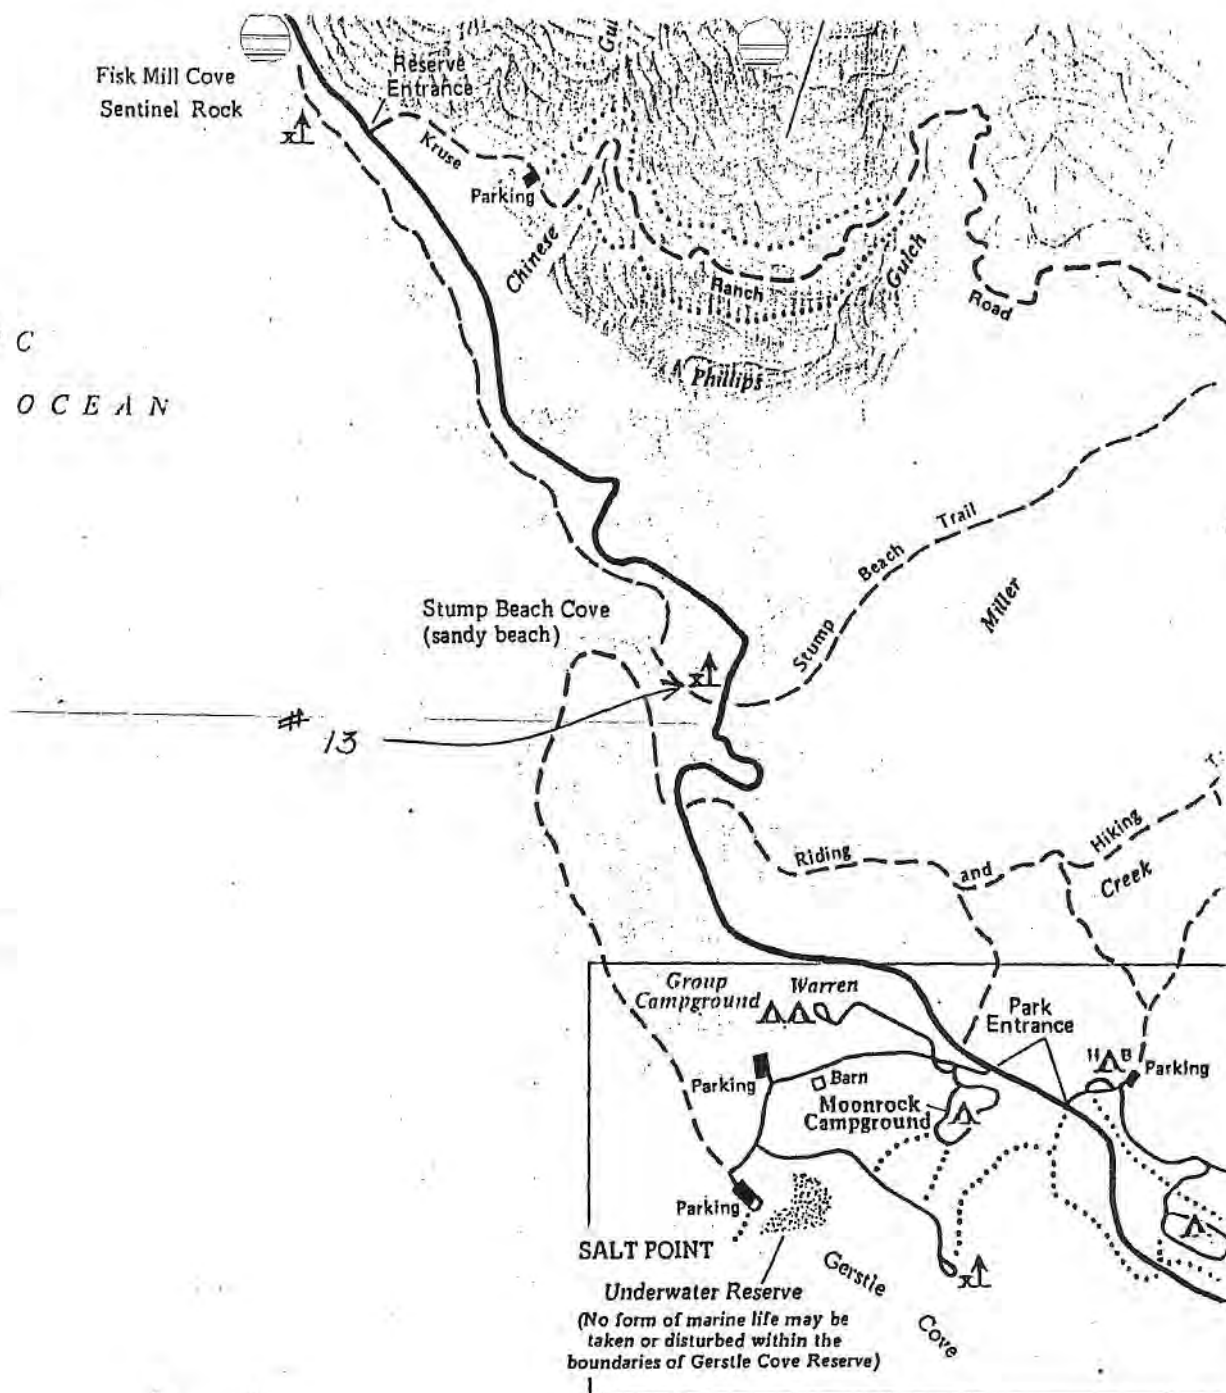 Fisk Mill Cove
Sentinel Rock
x
Reserve
Entrance
Kruse
Parking
Chinese
Gul
Ranch
Gulch
Road
Phillips
C
OCEAN
Stump Beach Trail
Miller
Stump Beach Cove
(sandy beach)
x
# 13
Riding and Hiking T
Creek
Group
Campground
Warren
Park
Entrance
H B
Parking
Parking
Barn
Moonrock
Campground
Parking
SALT POINT
Underwater Reserve
(No form of marine life may be
taken or disturbed within the
boundaries of Gerstle Cove Reserve)
Gerstle
Cove
x